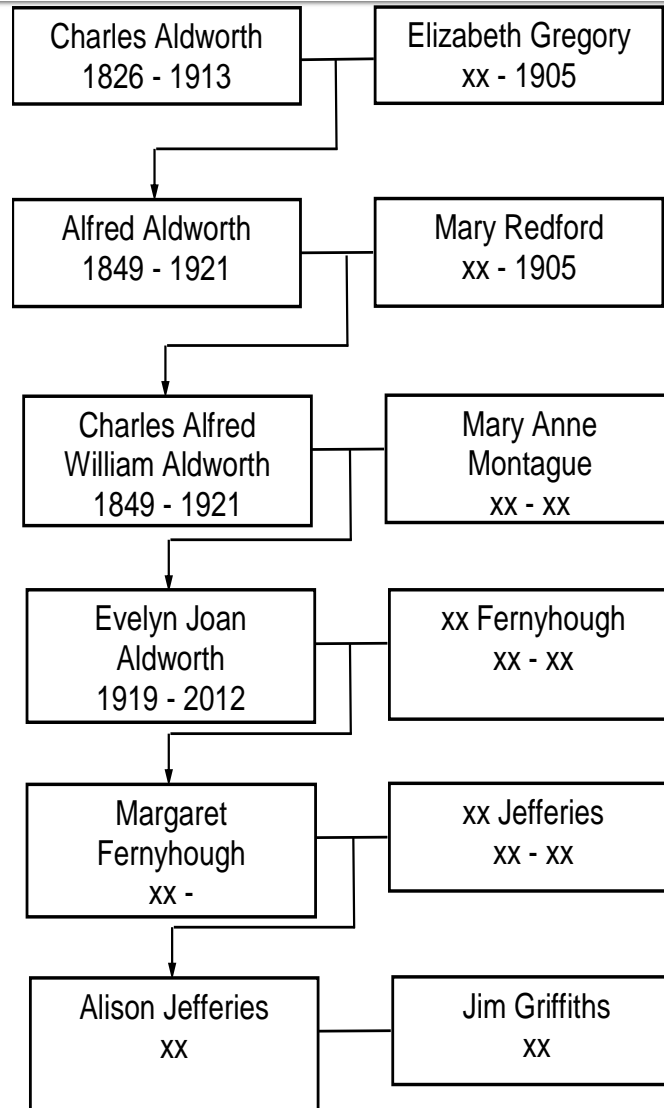 Charles Aldworth
1826 - 1913
Elizabeth Gregory
xx - 1905
Alfred Aldworth
1849 - 1921
Mary Redford
xx - 1905
Charles Alfred
William Aldworth
1849 - 1921
Mary Anne
Montague
xx - xx
Evelyn Joan
Aldworth
1919 - 2012
xx Fernyhough
xx - xx
Margaret
Fernyhough
xx -
xx Jefferies
xx - xx
Alison Jefferies
xx
Jim Griffiths
xx